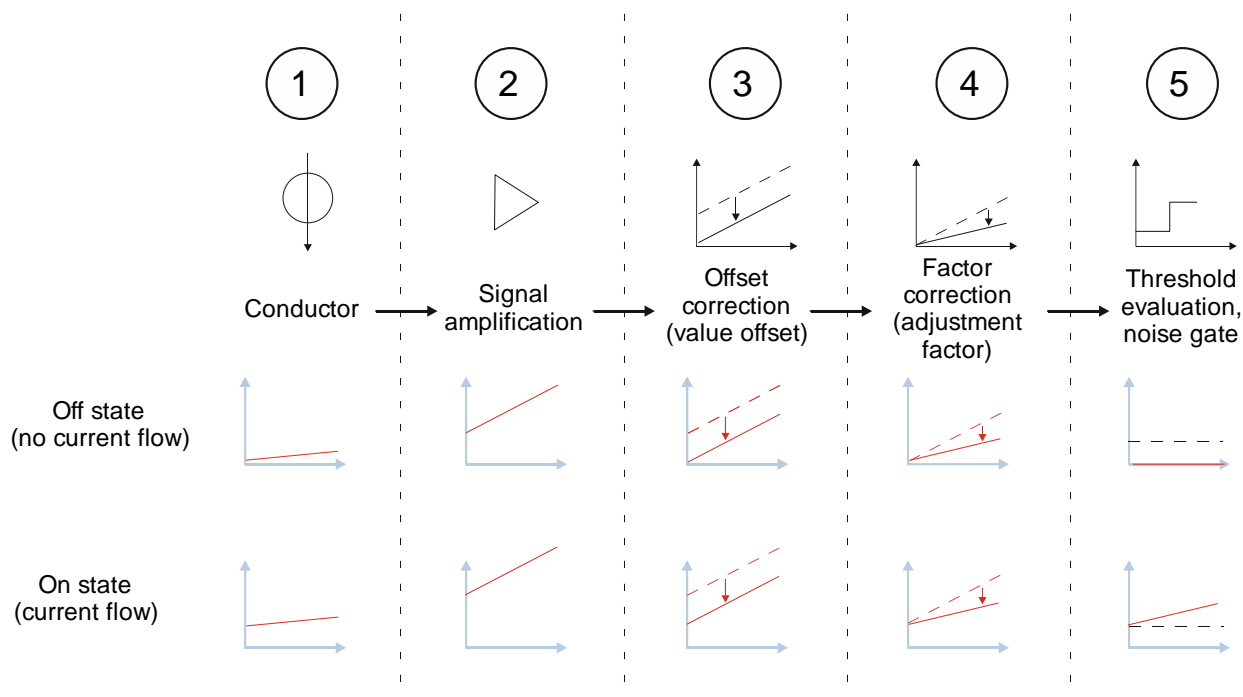 1
2
3
4
5
Conductor
Signal
amplification
Offset
correction
(value offset)
Factor
correction
(adjustment
factor)
Threshold
evaluation,
noise gate
Off state
(no current flow)
On state
(current flow)